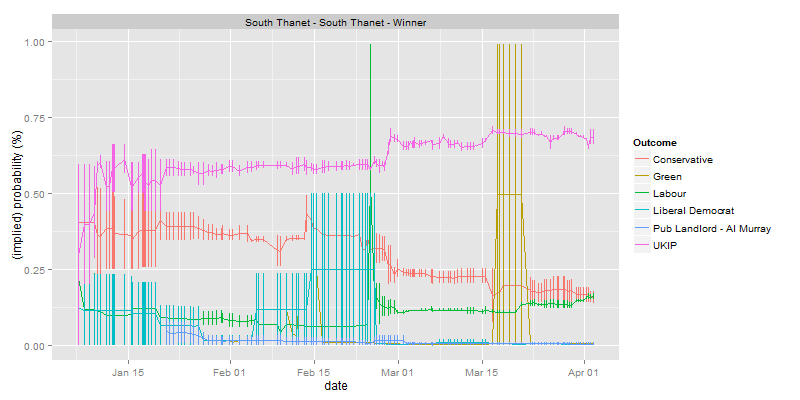 South Thanet - South Thanet - Winner
1.00
0.75
0.50
0.25
0.00
(implied) probability (%)
Jan 15
Feb 01
Feb 15
Mar 01
Mar 15
Apr 01
date
Outcome
Conservative
Green
Labour
Liberal Democrat
Pub Landlord - Al Murray
UKIP